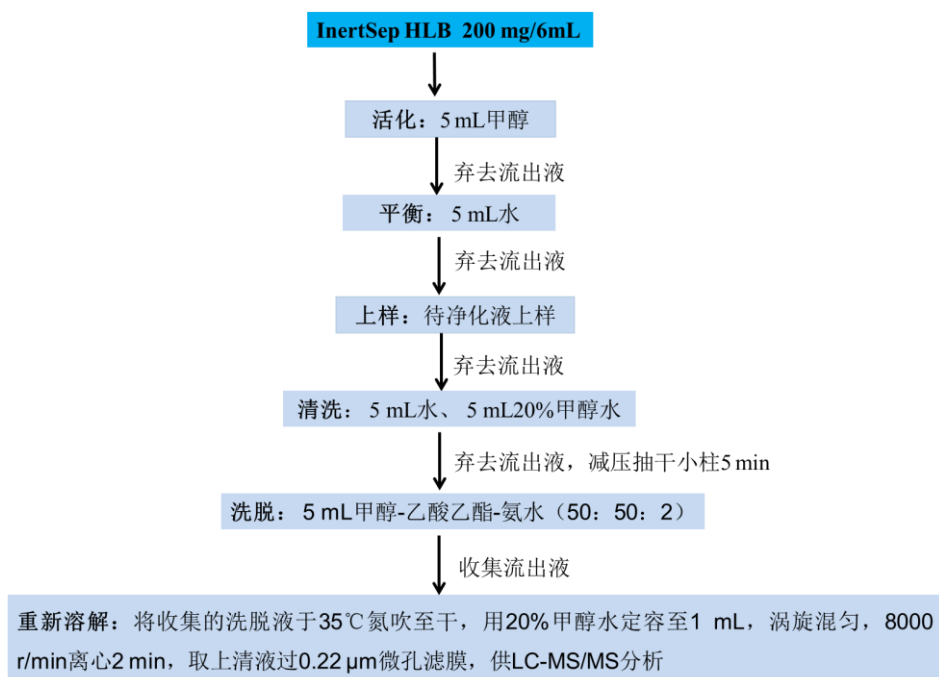 InertSep HLB 200 mg/6mL
活化：5 mL甲醇
弃去流出液
平衡：5 mL水
弃去流出液
上样：待净化液上样
弃去流出液
清洗：5 mL水、5 mL20%甲醇水
弃去流出液，减压抽干小柱5 min
洗脱：5 mL甲醇-乙酸乙酯-氨水（50：50：2）
收集流出液
重新溶解：将收集的洗脱液于35℃氮吹至干，用20%甲醇水定容至1 mL，涡旋混匀，8000
r/min离心2 min，取上清液过0.22 μm微孔滤膜，供LC-MS/MS分析